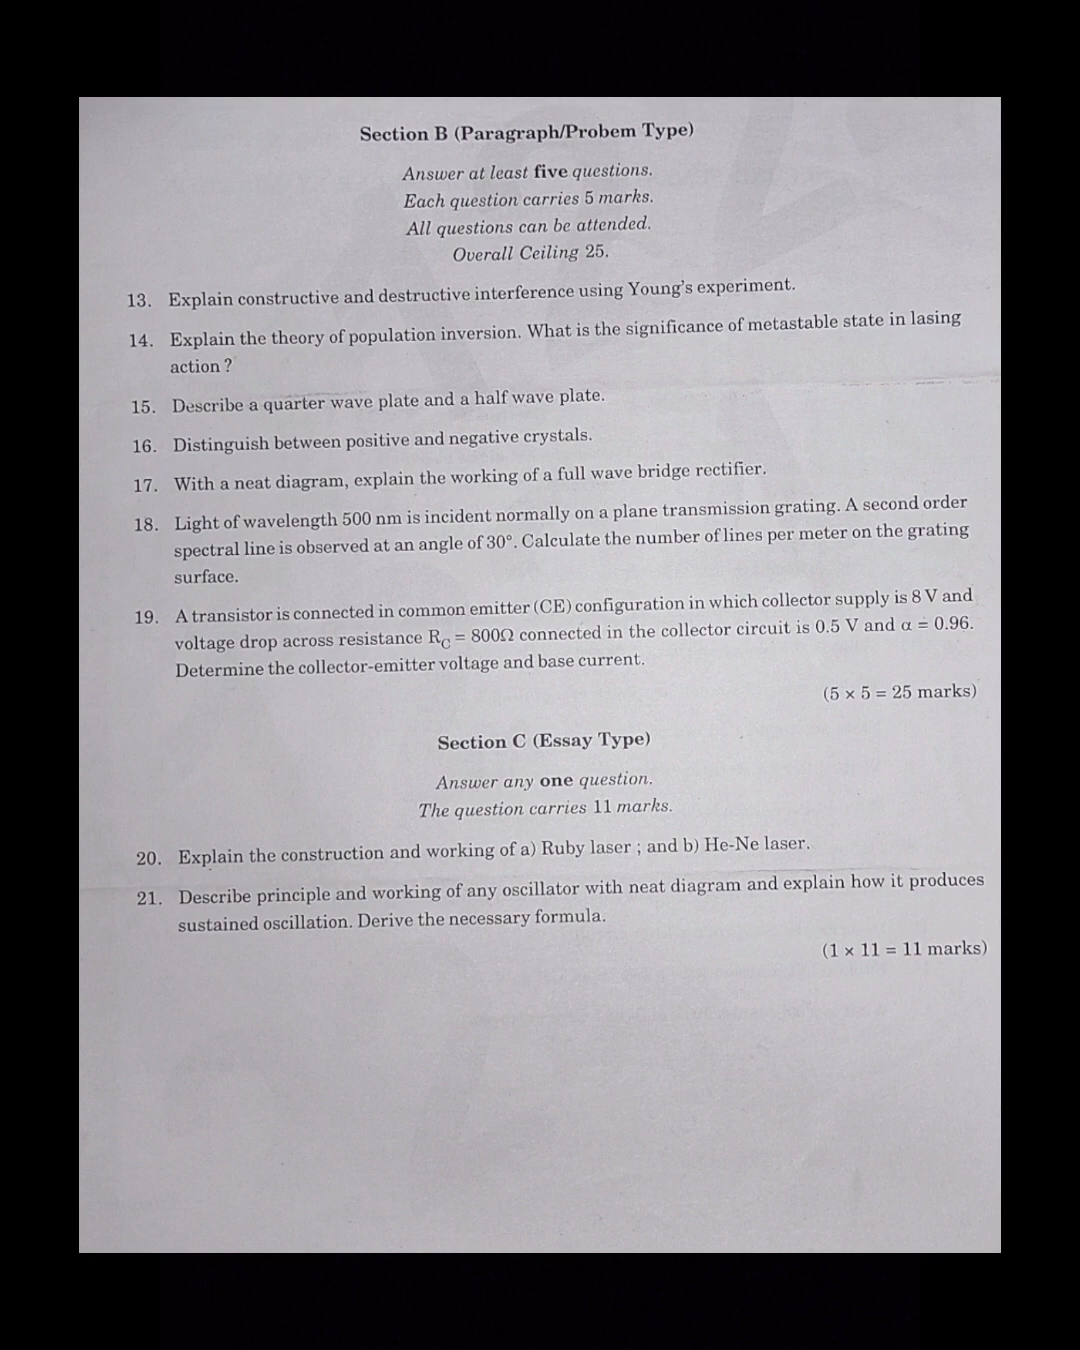 Section B (Paragraph/Probem Type)
Answer at least five questions.
Each question carries 5 marks.
All questions can be attended.
Overall Ceiling 25.
13. Explain constructive and destructive interference using Young's experiment.
14. Explain the theory of population inversion. What is the significance of metastable state in lasing
action ?
15. Describe a quarter wave plate and a half wave plate.
16. Distinguish between positive and negative crystals.
17. With a neat diagram, explain the working of a full wave bridge rectifier.
18. Light of wavelength 500 nm is incident normally on a plane transmission grating. A second order
spectral line is observed at an angle of 30°. Calculate the number of lines per meter on the grating
surface.
19. A transistor is connected in common emitter (CE) configuration in which collector supply is 8 V and
voltage drop across resistance R_C = 800Ω connected in the collector circuit is 0.5 V and α = 0.96.
Determine the collector-emitter voltage and base current.
(5 × 5 = 25 marks)
Section C (Essay Type)
Answer any one question.
The question carries 11 marks.
20. Explain the construction and working of a) Ruby laser ; and b) He-Ne laser.
21. Describe principle and working of any oscillator with neat diagram and explain how it produces
sustained oscillation. Derive the necessary formula.
(1 × 11 = 11 marks)